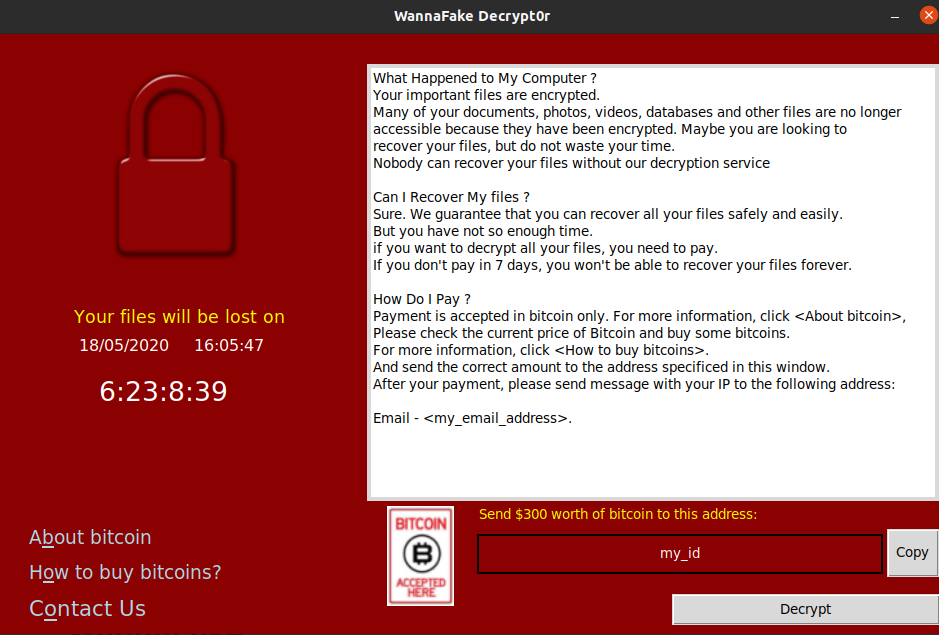 WannaFake Decrypt0r
What Happened to My Computer ?
Your important files are encrypted.
Many of your documents, photos, videos, databases and other files are no longer
accessible because they have been encrypted. Maybe you are looking to
recover your files, but do not waste your time.
Nobody can recover your files without our decryption service
Can I Recover My files ?
Sure. We guarantee that you can recover all your files safely and easily.
But you have not so enough time.
if you want to decrypt all your files, you need to pay.
If you don't pay in 7 days, you won't be able to recover your files forever.
How Do I Pay ?
Payment is accepted in bitcoin only. For more information, click <About bitcoin>,
Please check the current price of Bitcoin and buy some bitcoins.
For more information, click <How to buy bitcoins>.
And send the correct amount to the address specificed in this window.
After your payment, please send message with your IP to the following address:
Email - <my_email_address>.
Your files will be lost on
18/05/2020 16:05:47
6:23:8:39
About bitcoin
How to buy bitcoins?
Contact Us
BITCOIN
B
ACCEPTED
HERE
Send $300 worth of bitcoin to this address:
my_id
Copy
Decrypt